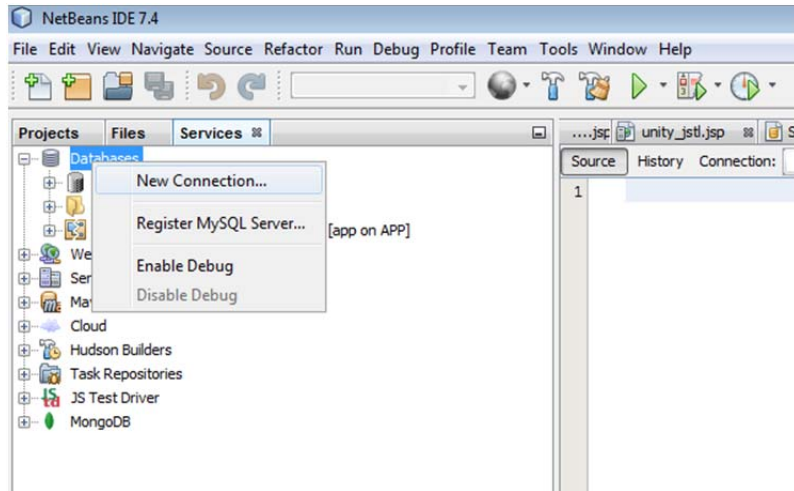 NetBeans IDE 7.4
File Edit View Navigate Source Refactor Run Debug Profile Team Tools Window Help
Projects Files Services
....jsp unity_jstl.jsp S
Databases
Source History Connection:
New Connection...
1
Register MySQL Server...
[app on APP]
We
Enable Debug
Ser
Ma
Disable Debug
Cloud
Hudson Builders
Task Repositories
JS Test Driver
MongoDB